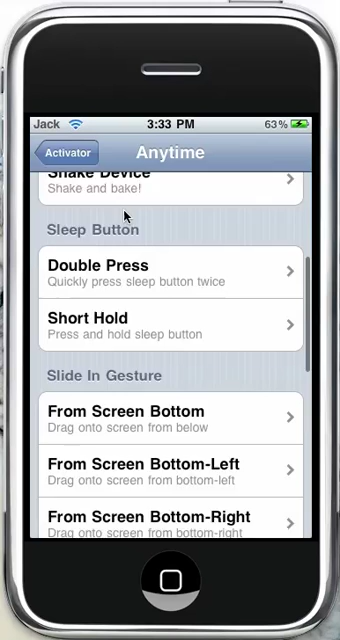 Jack 3:33 PM 63%
Activator Anytime
Shake Device
Shake and bake!
Sleep Button
Double Press
Quickly press sleep button twice
Short Hold
Press and hold sleep button
Slide In Gesture
From Screen Bottom
Drag onto screen from below
From Screen Bottom-Left
Drag onto screen from bottom-left
From Screen Bottom-Right
Drag onto screen from bottom-right